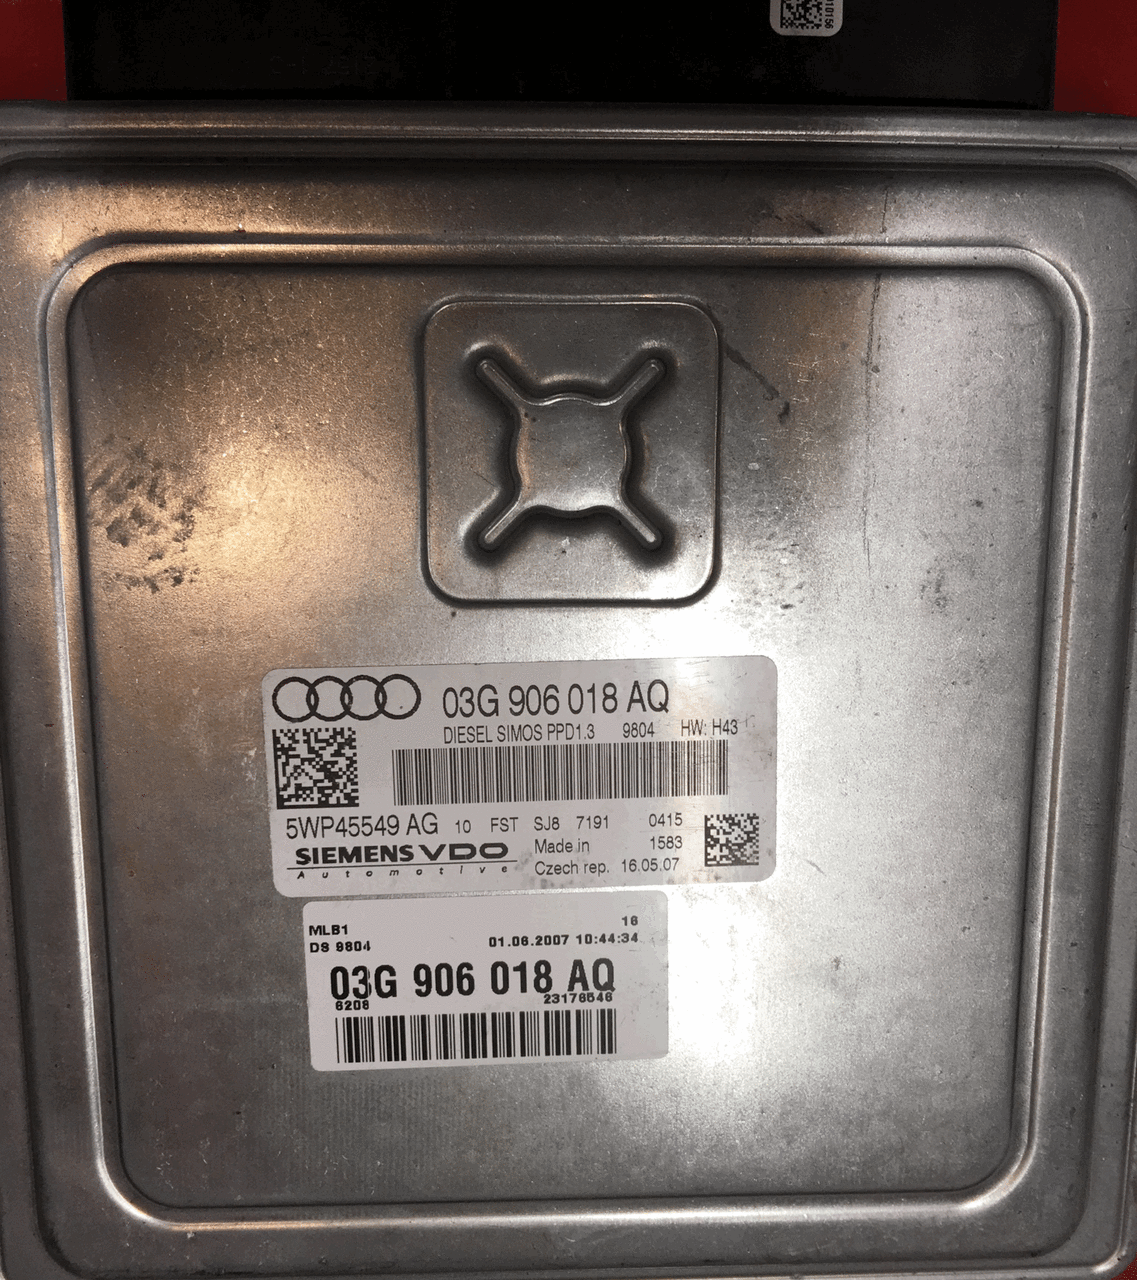 10156
03G 906 018 AQ
DIESEL SIMOS PPD1.3 9804 HW: H43
5WP45549 AG 10 FST SJ8 7191 0415
SIEMENS VDO Made in 1583
Automotive Czech rep. 16.05.07
MLB1 16
DS 9804 01.06.2007 10:44:34
03G 906 018 AQ
6208 23176546